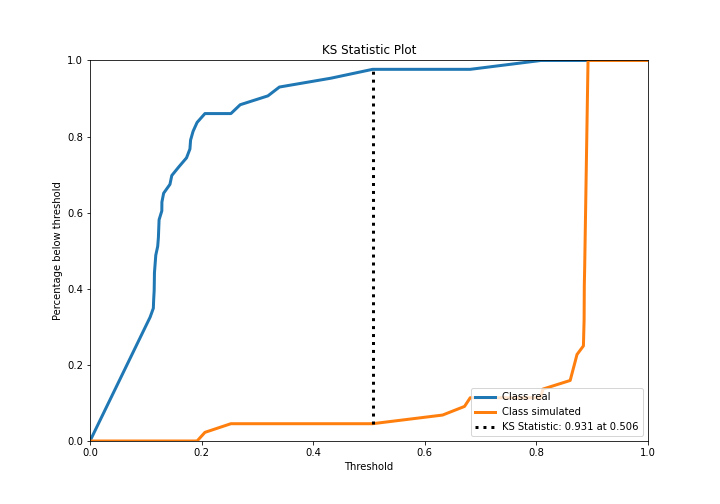 KS Statistic Plot
1.0
0.8
0.6
0.4
0.2
0.0
Percentage below threshold
0.0 0.2 0.4 0.6 0.8 1.0
Threshold
Class real
Class simulated
KS Statistic: 0.931 at 0.506